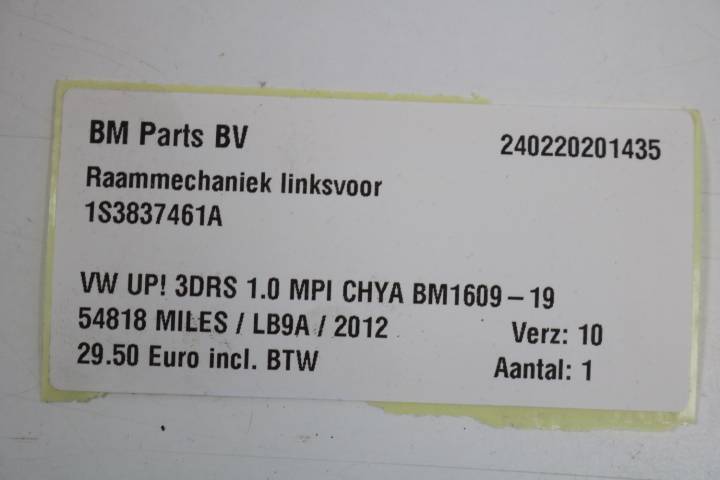 BM Parts BV 240220201435
Raammechaniek linksvoor
1S3837461A
VW UP! 3DRS 1.0 MPI CHYA BM1609 – 19
54818 MILES / LB9A / 2012 Verz: 10
29.50 Euro incl. BTW Aantal: 1